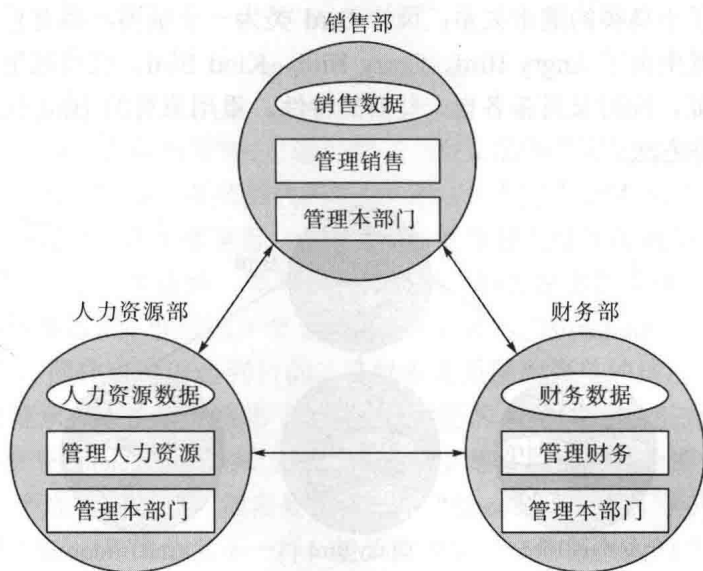 销售部
销售数据
管理销售
管理本部门
人力资源部
财务部
人力资源数据
管理人力资源
管理本部门
财务数据
管理财务
管理本部门